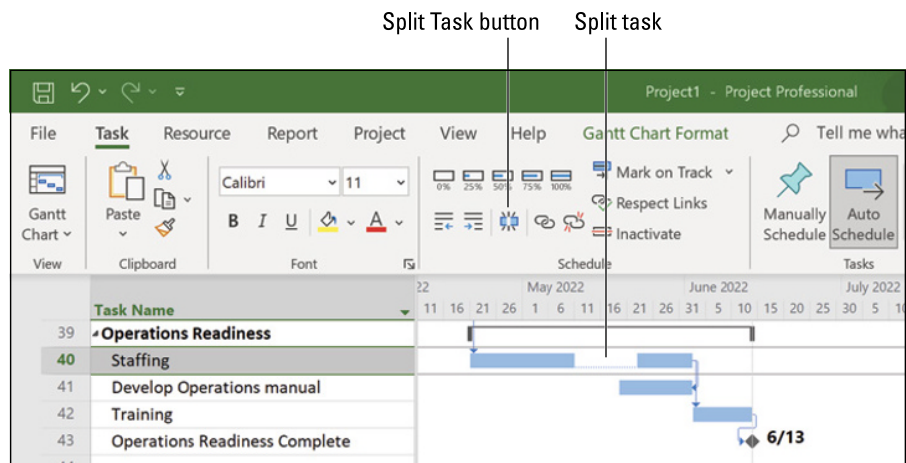 Split Task button Split task
Project1 - Project Professional
File Task Resource Report Project View Help Gantt Chart Format Tell me wha
Calibri 11
0% 25% 50% 75% 100%
Mark on Track
Respect Links
Inactivate
Gantt
Chart
Paste
B I U A
Manually
Schedule
Auto
Schedule
View Clipboard Font Schedule Tasks
22 May 2022 June 2022 July 2022
Task Name 11 16 21 26 1 6 11 16 21 26 31 5 10 15 20 25 30 5 10
39 Operations Readiness
40 Staffing
41 Develop Operations manual
42 Training
43 Operations Readiness Complete 6/13